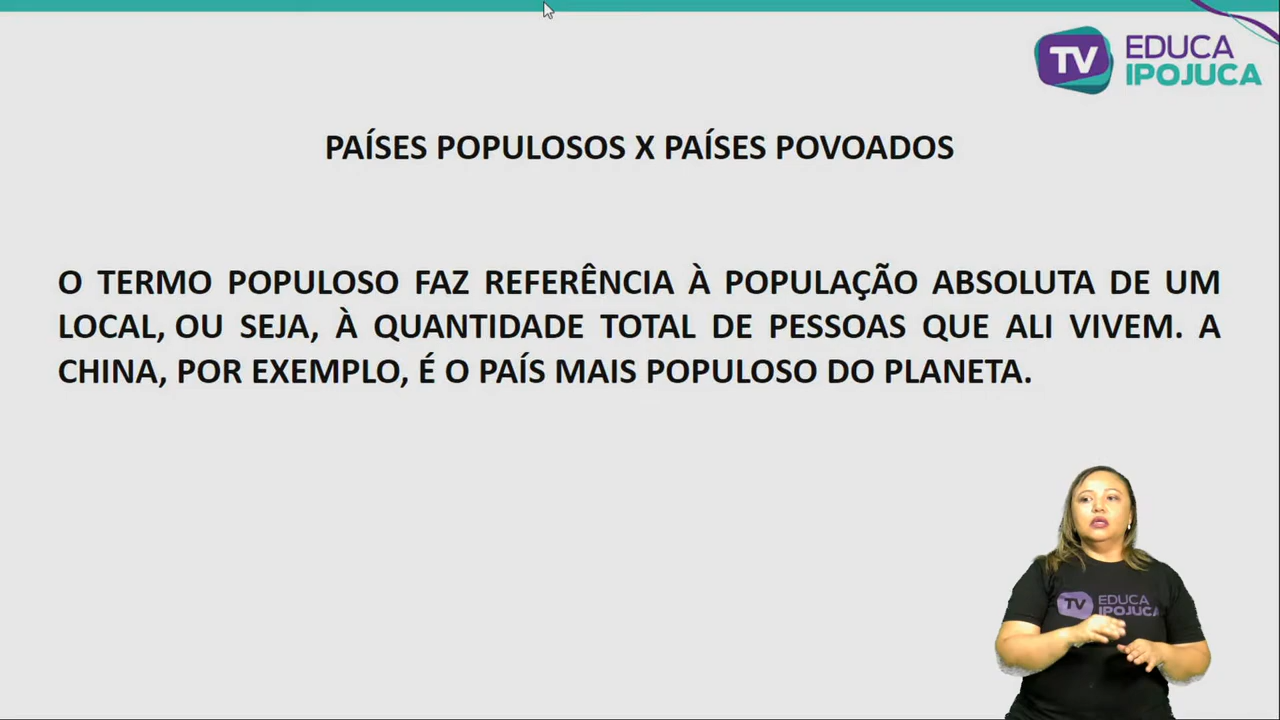 TV EDUCA
IPOJUCA
PAÍSES POPULOSOS X PAÍSES POVOADOS
O TERMO POPULOSO FAZ REFERÊNCIA À POPULAÇÃO ABSOLUTA DE UM
LOCAL, OU SEJA, À QUANTIDADE TOTAL DE PESSOAS QUE ALI VIVEM. A
CHINA, POR EXEMPLO, É O PAÍS MAIS POPULOSO DO PLANETA.
TV EDUCA
IPOJUCA